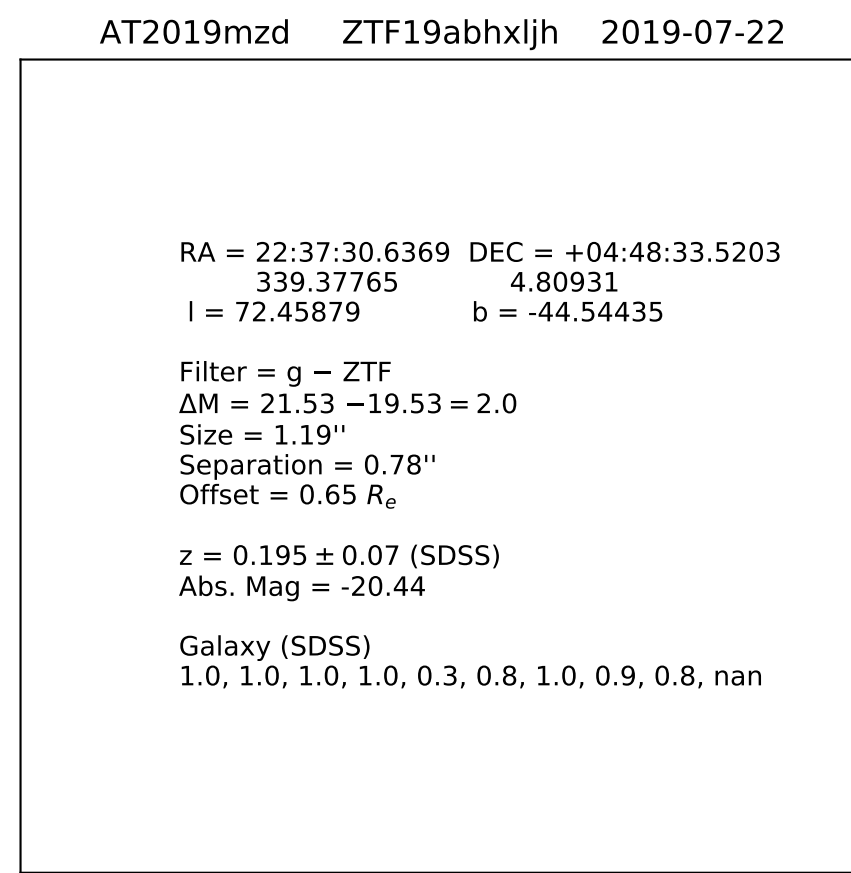 AT2019mzd ZTF19abhxljh 2019-07-22
RA = 22:37:30.6369 DEC = +04:48:33.5203
339.37765 4.80931
l = 72.45879 b = -44.54435
Filter = g − ZTF
ΔM = 21.53 −19.53 = 2.0
Size = 1.19''
Separation = 0.78''
Offset = 0.65 Rₑ
z = 0.195 ± 0.07 (SDSS)
Abs. Mag = -20.44
Galaxy (SDSS)
1.0, 1.0, 1.0, 1.0, 0.3, 0.8, 1.0, 0.9, 0.8, nan